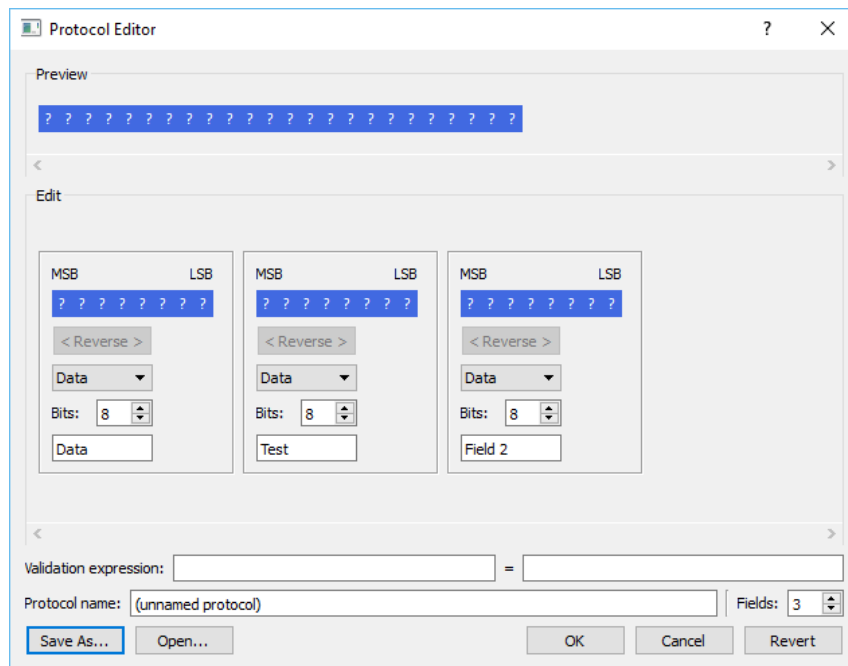 Protocol Editor ?
Preview
? ? ? ? ? ? ? ? ? ? ? ? ? ? ? ? ? ? ? ? ? ? ? ?
< >
Edit
MSB LSB MSB LSB MSB LSB
? ? ? ? ? ? ? ? ? ? ? ? ? ? ? ? ? ? ? ? ? ? ? ?
< Reverse > < Reverse > < Reverse >
Data Data Data
Bits: 8 Bits: 8 Bits: 8
Data Test Field 2
< >
Validation expression: =
Protocol name: (unnamed protocol) Fields: 3
Save As... Open... OK Cancel Revert